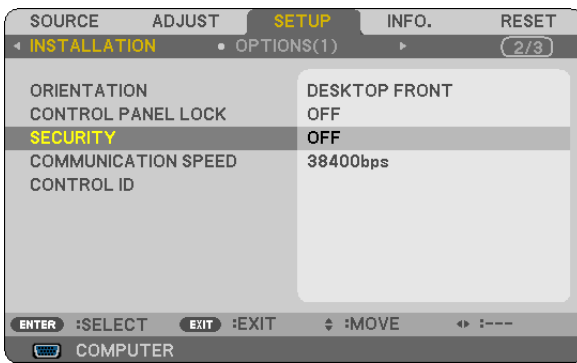 SOURCE ADJUST SETUP INFO. RESET
◂ INSTALLATION • OPTIONS(1) ▸ 2/3
ORIENTATION DESKTOP FRONT
CONTROL PANEL LOCK OFF
SECURITY OFF
COMMUNICATION SPEED 38400bps
CONTROL ID
ENTER :SELECT EXIT :EXIT ♦ :MOVE ◂▸ :---
COMPUTER